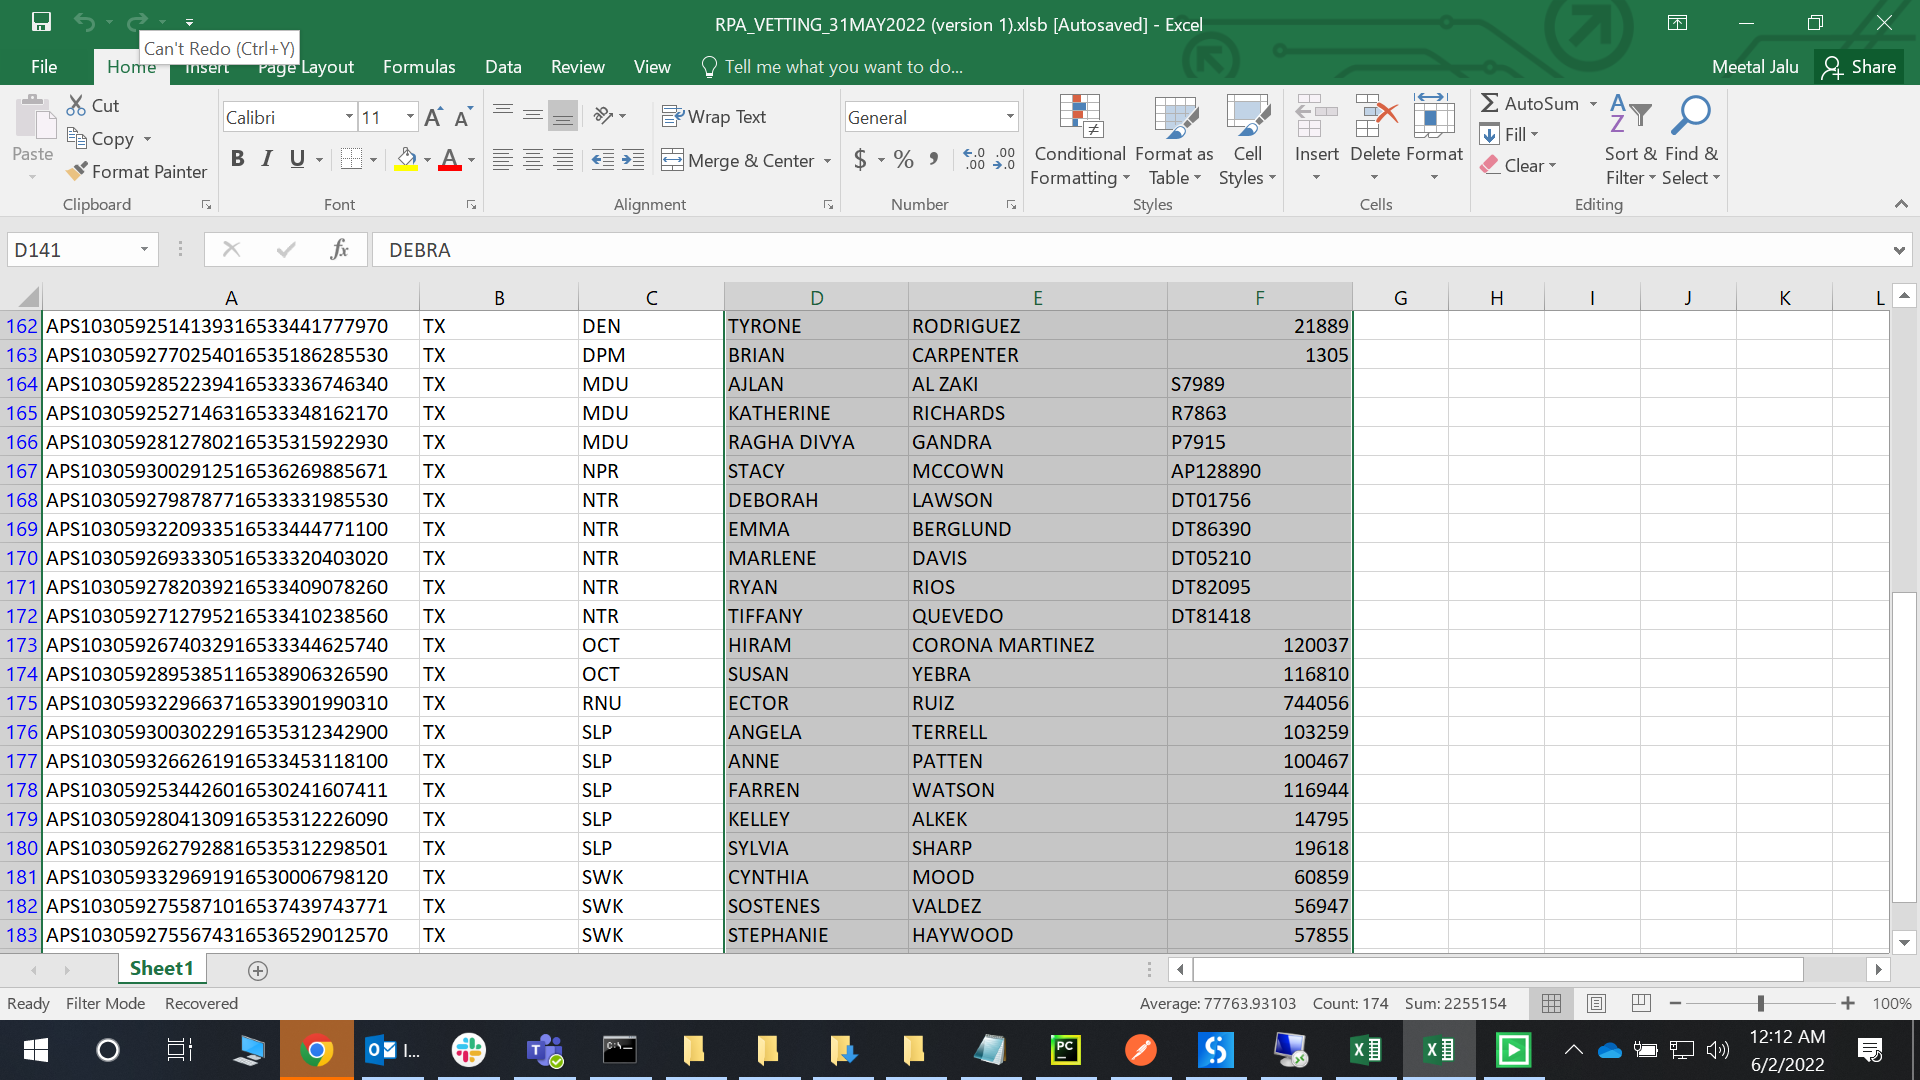 RPA_VETTING_31MAY2022 (version 1).xlsb [Autosaved] - Excel
Can't Redo (Ctrl+Y)
File Home Insert Page Layout Formulas Data Review View Tell me what you want to do... Meetal Jalu Share
Paste Cut Copy Format Painter Clipboard
Calibri 11 B I U A A A Font
Wrap Text Merge & Center Alignment
General $ % , .0 .00 .00 .0 Number
Conditional Formatting Format as Table Cell Styles Styles
Insert Delete Format Cells
AutoSum Fill Clear Sort & Filter Find & Select Editing
D141 fx DEBRA
A B C D E F G H I J K L
162 APS1030592514139316533441777970 TX DEN TYRONE RODRIGUEZ 21889
163 APS1030592770254016535186285530 TX DPM BRIAN CARPENTER 1305
164 APS1030592852239416533336746340 TX MDU AJLAN AL ZAKI S7989
165 APS1030592527146316533348162170 TX MDU KATHERINE RICHARDS R7863
166 APS1030592812780216535315922930 TX MDU RAGHA DIVYA GANDRA P7915
167 APS1030593002912516536269885671 TX NPR STACY MCCOWN AP128890
168 APS1030592798787716533331985530 TX NTR DEBORAH LAWSON DT01756
169 APS1030593220933516533444771100 TX NTR EMMA BERGLUND DT86390
170 APS1030592693330516533320403020 TX NTR MARLENE DAVIS DT05210
171 APS1030592782039216533409078260 TX NTR RYAN RIOS DT82095
172 APS1030592712795216533410238560 TX NTR TIFFANY QUEVEDO DT81418
173 APS1030592674032916533344625740 TX OCT HIRAM CORONA MARTINEZ 120037
174 APS1030592895385116538906326590 TX OCT SUSAN YEBRA 116810
175 APS1030593229663716533901990310 TX RNU ECTOR RUIZ 744056
176 APS1030593003022916535312342900 TX SLP ANGELA TERRELL 103259
177 APS1030593266261916533453118100 TX SLP ANNE PATTEN 100467
178 APS1030592534426016530241607411 TX SLP FARREN WATSON 116944
179 APS1030592804130916535312226090 TX SLP KELLEY ALKEK 14795
180 APS1030592627928816535312298501 TX SLP SYLVIA SHARP 19618
181 APS1030593329691916530006798120 TX SWK CYNTHIA MOOD 60859
182 APS1030592755871016537439743771 TX SWK SOSTENES VALDEZ 56947
183 APS1030592755674316536529012570 TX SWK STEPHANIE HAYWOOD 57855
Sheet1
Ready Filter Mode Recovered Average: 77763.93103 Count: 174 Sum: 2255154 100%
I...
12:12 AM
6/2/2022